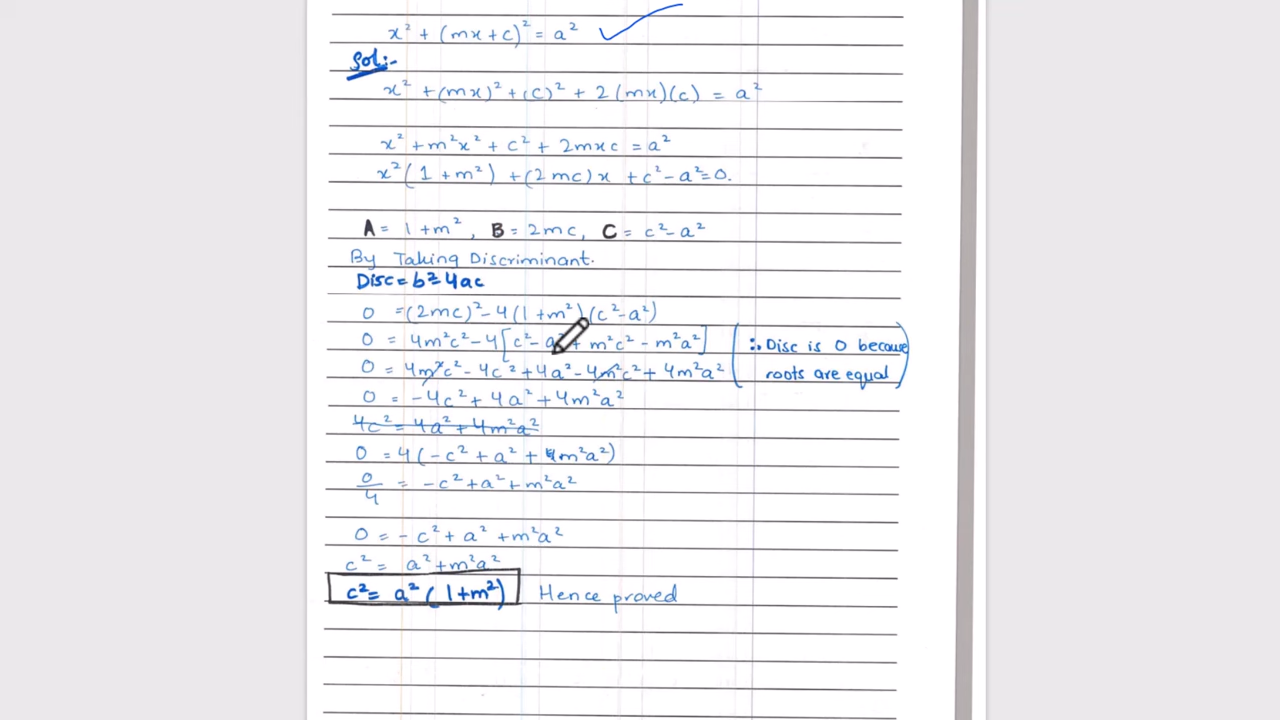 x² + (mx+c)² = a²
Sol:-
x² + (mx)² + (c)² + 2(mx)(c) = a²
x² + m²x² + c² + 2mxc = a²
x²(1+m²) + (2mc)x + c²-a²=0.
A = 1+m², B = 2mc, C = c²-a²
By Taking Discriminant.
Disc = b²-4ac
0 = (2mc)² - 4(1+m²)(c²-a²)
0 = 4m²c² - 4[c² - a² + m²c² - m²a²] (∴ Disc is 0 because
0 = 4m²c² - 4c² + 4a² - 4m²c² + 4m²a² roots are equal)
0 = -4c² + 4a² + 4m²a²
4c² = 4a² + 4m²a²
0 = 4(-c² + a² + m²a²)
0/4 = -c² + a² + m²a²
0 = -c² + a² + m²a²
c² = a² + m²a²
c² = a²(1+m²) Hence proved